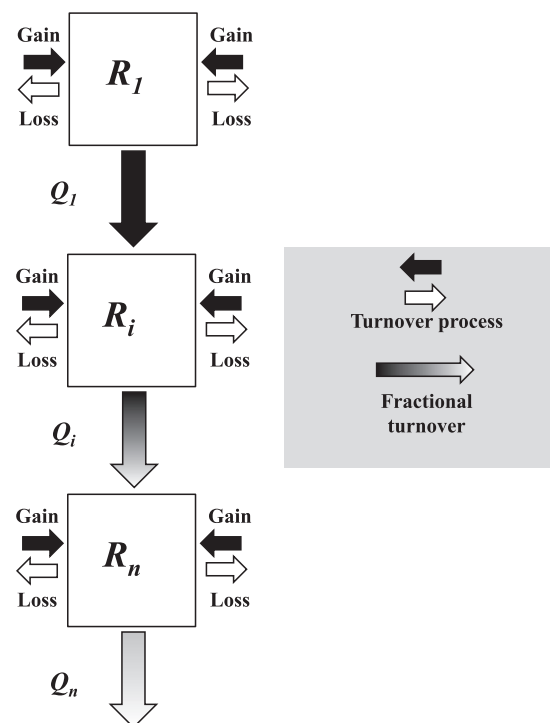 Gain Gain
R1
Loss Loss
Q1
Gain Gain
Ri
Loss Loss
Turnover process
Qi
Fractional
turnover
Gain Gain
Rn
Loss Loss
Qn